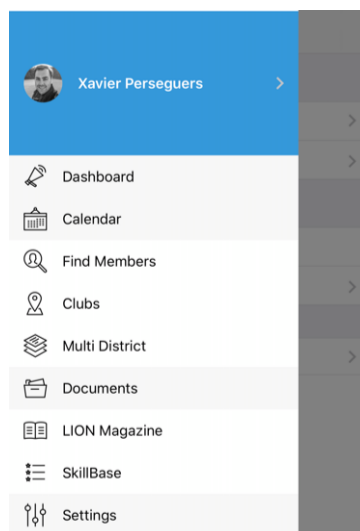 Xavier Perseguers
Dashboard
Calendar
Find Members
Clubs
Multi District
Documents
LION Magazine
SkillBase
Settings